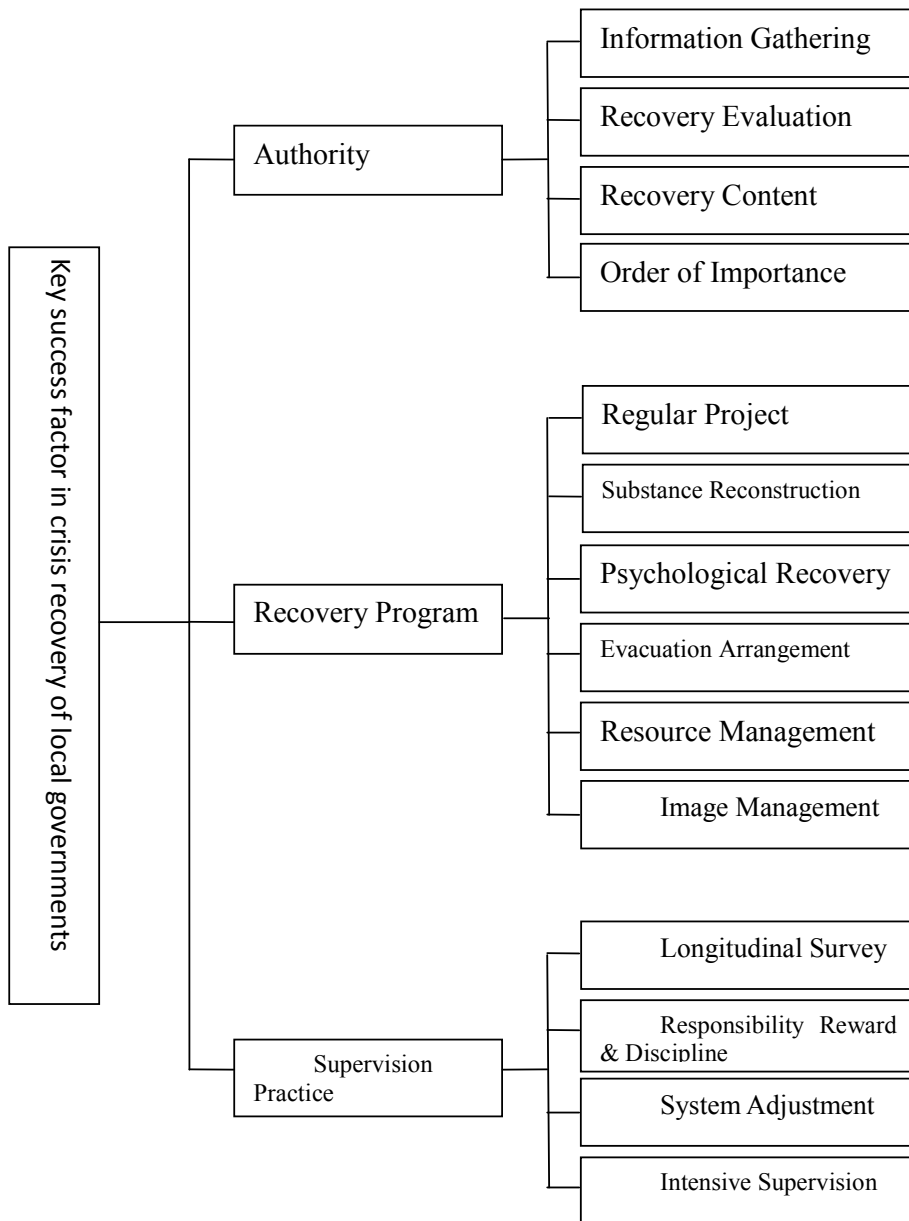 Key success factor in crisis recovery of local governments
Authority
Information Gathering
Recovery Evaluation
Recovery Content
Order of Importance
Recovery Program
Regular Project
Substance Reconstruction
Psychological Recovery
Evacuation Arrangement
Resource Management
Image Management
Supervision
Practice
Longitudinal Survey
Responsibility Reward
& Discipline
System Adjustment
Intensive Supervision